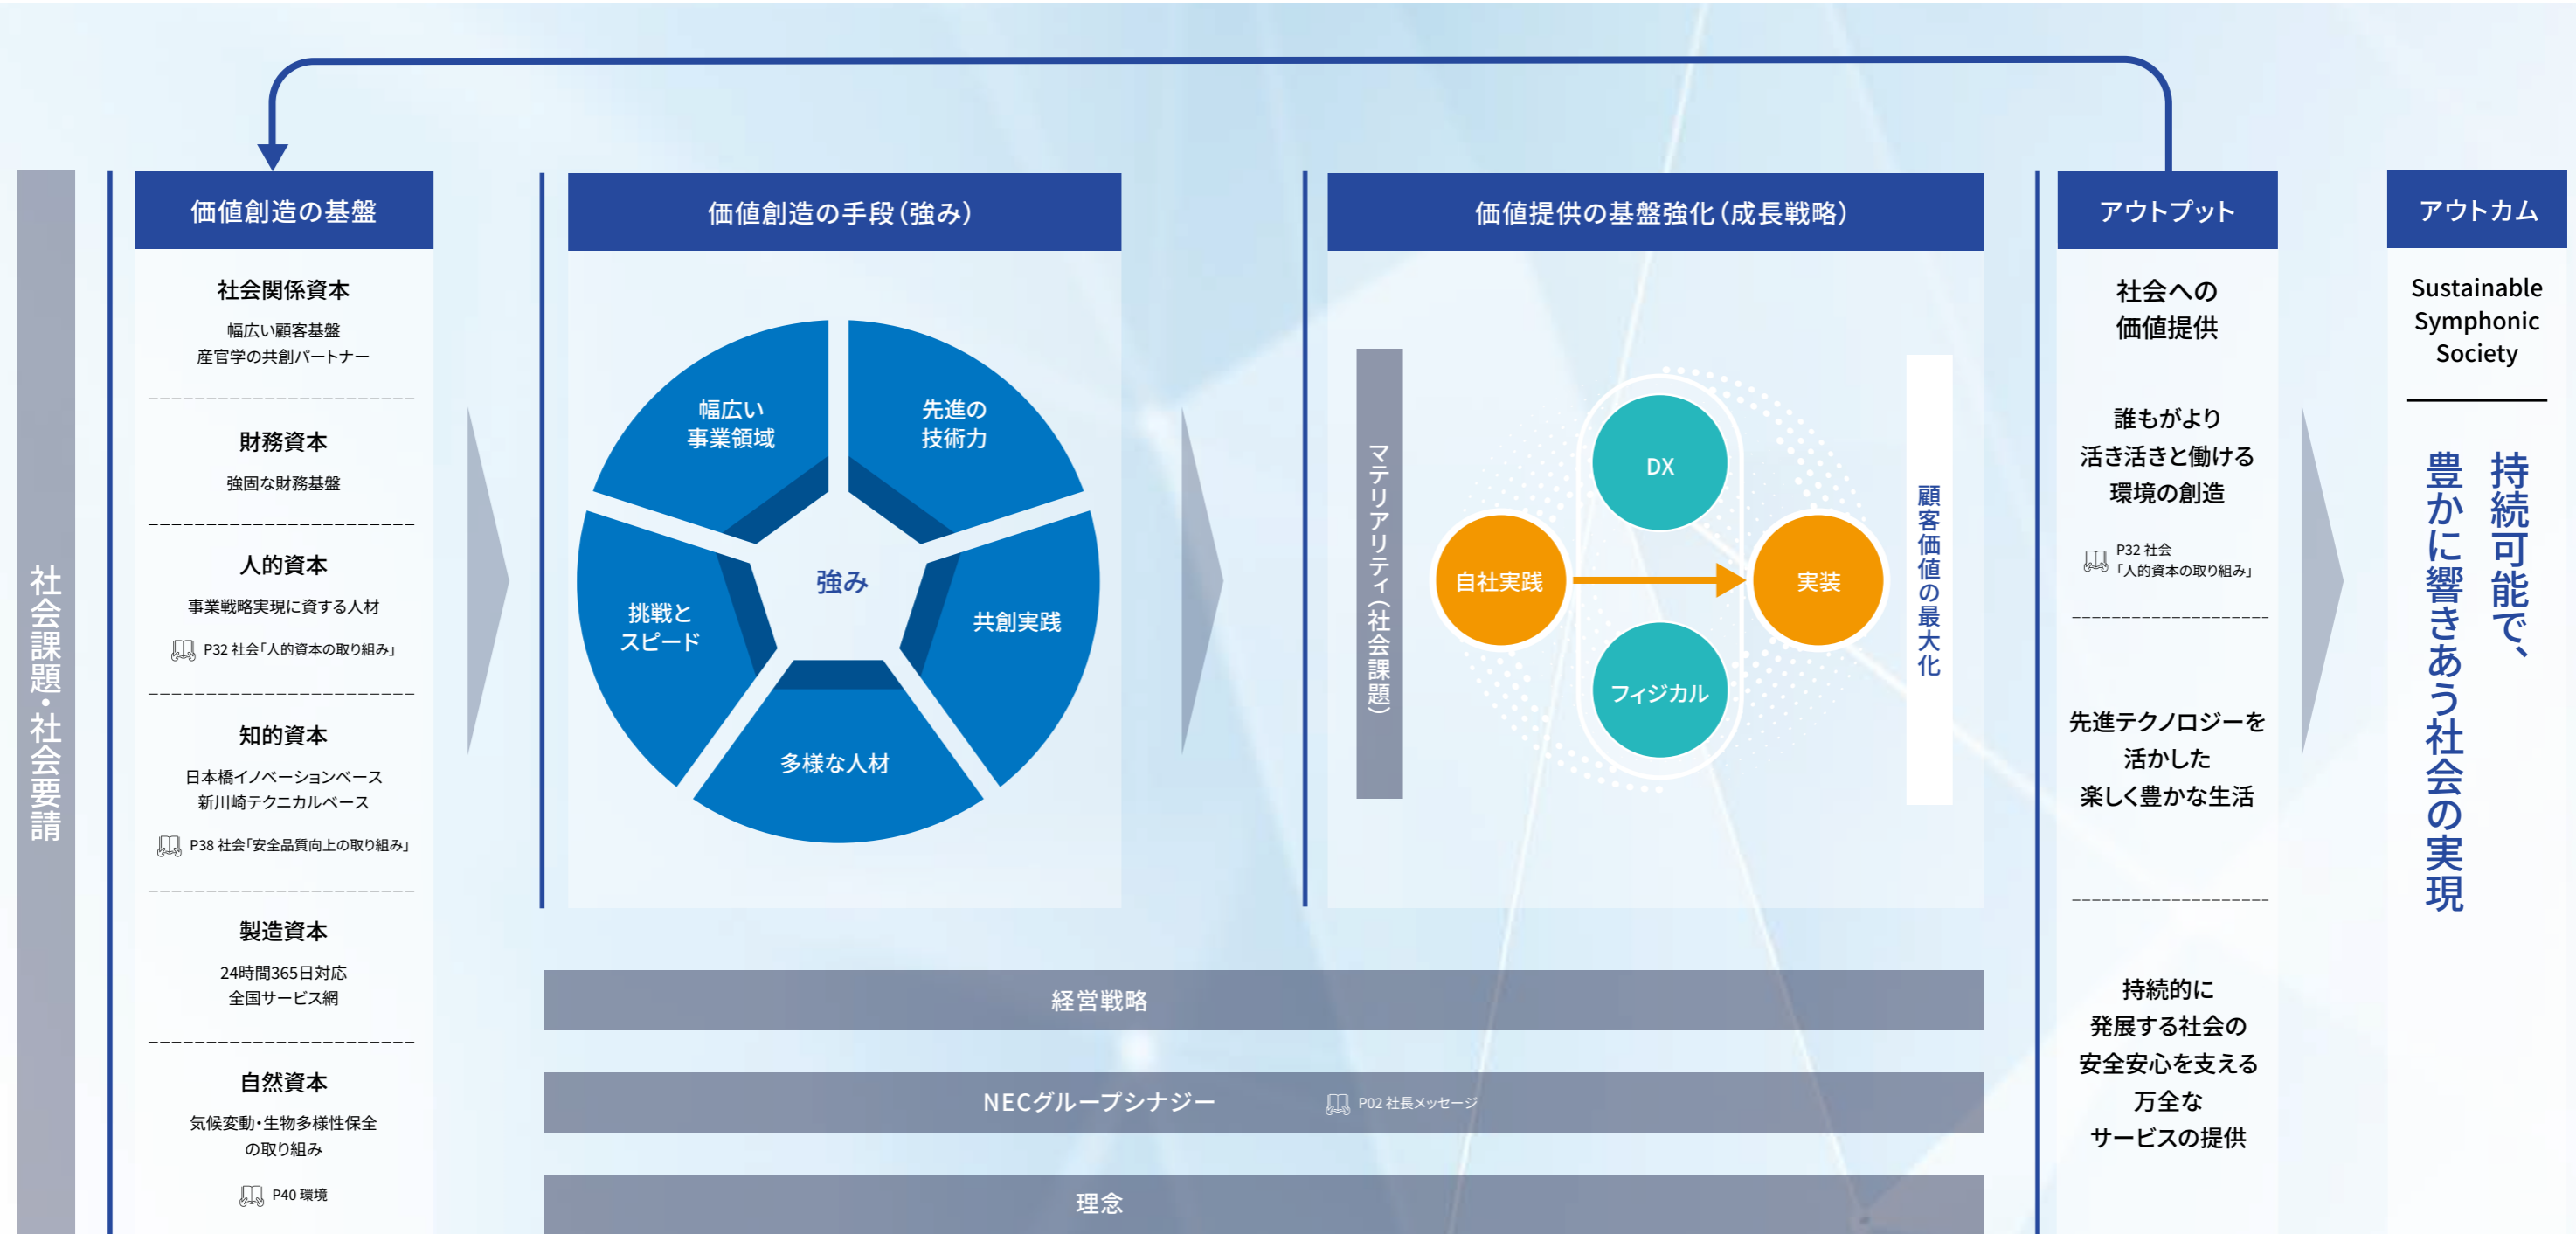 社会課題・社会要請
価値創造の基盤
社会関係資本
幅広い顧客基盤
産官学の共創パートナー
財務資本
強固な財務基盤
人的資本
事業戦略実現に資する人材
P32 社会「人的資本の取り組み」
知的資本
日本橋イノベーションベース
新川崎テクニカルベース
P38 社会「安全品質向上の取り組み」
製造資本
24時間365日対応
全国サービス網
自然資本
気候変動・生物多様性保全
の取り組み
P40 環境
価値創造の手段（強み）
幅広い
事業領域
先進の
技術力
挑戦と
スピード
強み
共創実践
多様な人材
価値提供の基盤強化（成長戦略）
マテリアリティ（社会課題）
DX
自社実践
実装
フィジカル
顧客価値の最大化
経営戦略
NECグループシナジー
P02 社長メッセージ
理念
アウトプット
社会への
価値提供
誰もがより
活き活きと働ける
環境の創造
P32 社会
「人的資本の取り組み」
先進テクノロジーを
活かした
楽しく豊かな生活
持続的に
発展する社会の
安全安心を支える
万全な
サービスの提供
アウトカム
Sustainable
Symphonic
Society
持続可能で、
豊かに響きあう社会の実現